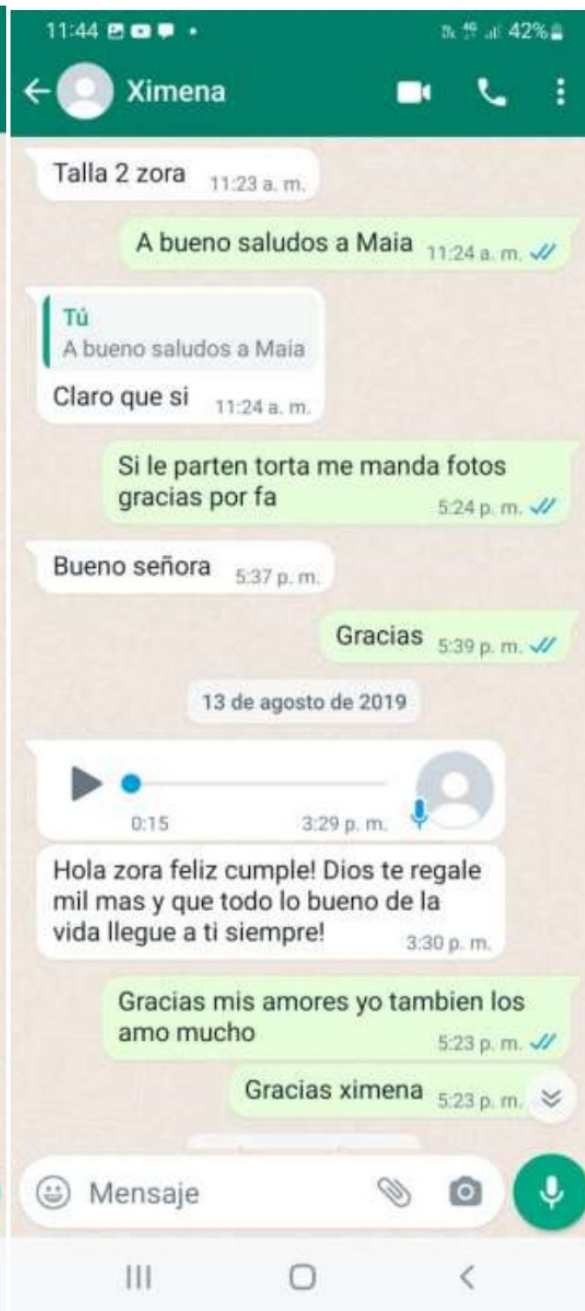 11:44
42%
Ximena
Talla 2 zora 11:23 a. m.
A bueno saludos a Maia 11:24 a. m.
Tú
A bueno saludos a Maia
Claro que si 11:24 a. m.
Si le parten torta me manda fotos
gracias por fa 5:24 p. m.
Bueno señora 5:37 p. m.
Gracias 5:39 p. m.
13 de agosto de 2019
0:15 3:29 p. m.
Hola zora feliz cumple! Dios te regale
mil mas y que todo lo bueno de la
vida llegue a ti siempre! 3:30 p. m.
Gracias mis amores yo tambien los
amo mucho 5:23 p. m.
Gracias ximena 5:23 p. m.
Mensaje